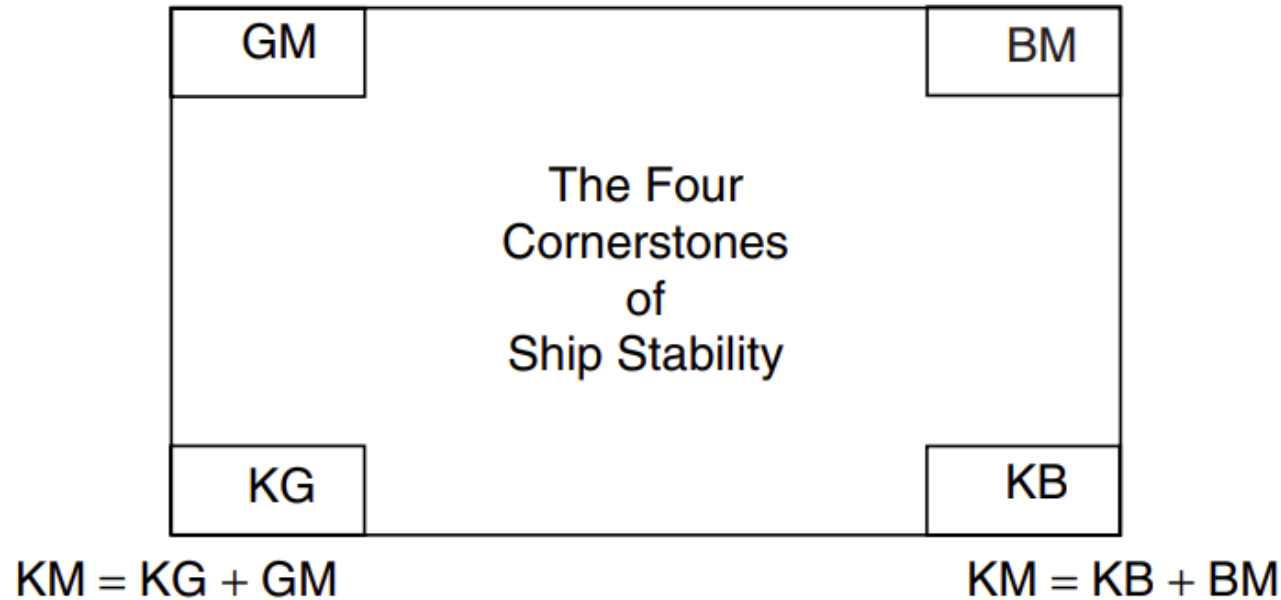 GM
BM
The Four
Cornerstones
of
Ship Stability
KG
KB
KM = KG + GM
KM = KB + BM